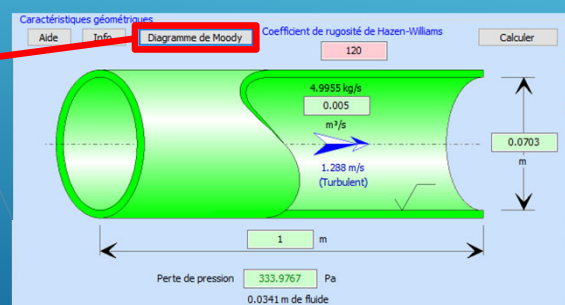 Caractéristiques géométriques
Aide Info Diagramme de Moody Coefficient de rugosité de Hazen-Williams Calculer
120
4.9955 kg/s
0.005
m³/s
0.0703
m
1.288 m/s
(Turbulent)
1 m
Perte de pression 333.9767 Pa
0.0341 m de fluide